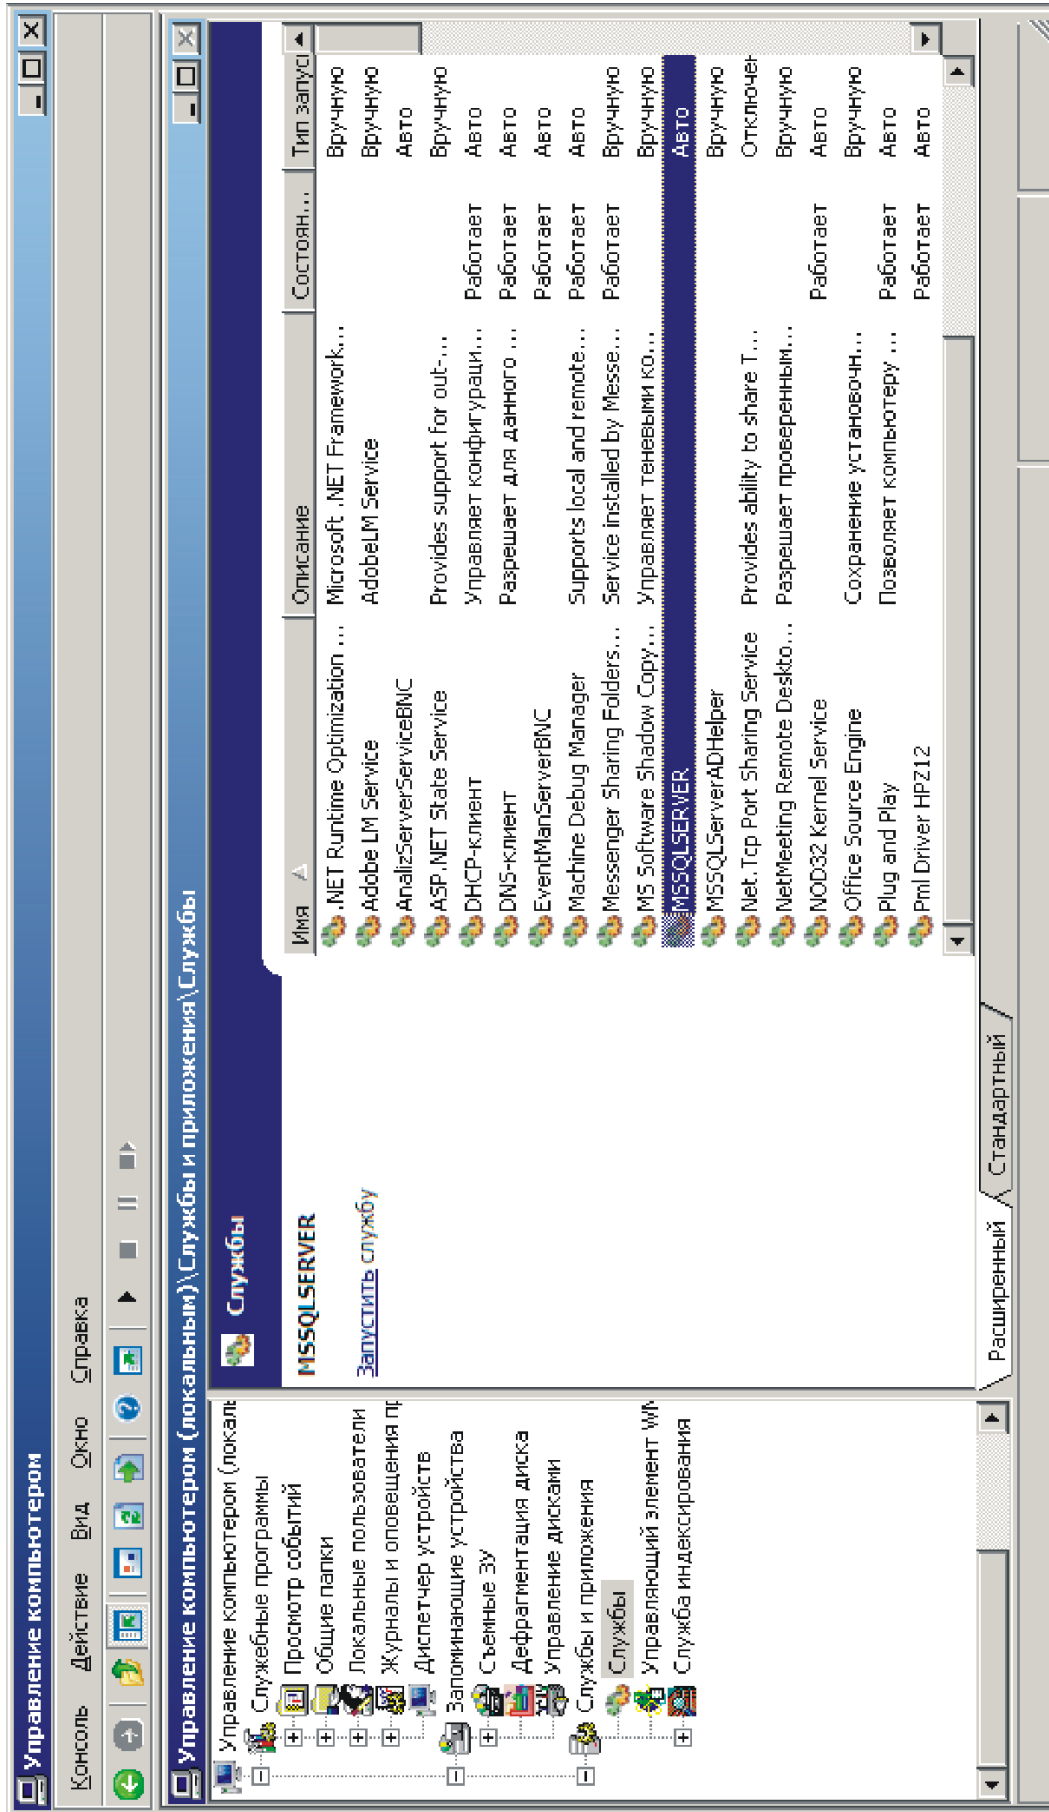 Управление компьютером
Консоль Действие Вид Окно Справка
Управление компьютером (локальным)\Службы и приложения\Службы
Управление компьютером (локаль
Служебные программы
Просмотр событий
Общие папки
Локальные пользователи
Журналы и оповещения пр
Диспетчер устройств
Запоминающие устройства
Съемные ЗУ
Дефрагментация диска
Управление дисками
Службы и приложения
Службы
Управляющий элемент WM
Служба индексирования
Службы
MSSQLSERVER
Запустить службу
Имя Описание Состоян... Тип запус
.NET Runtime Optimization ... Microsoft .NET Framework... Вручную
Adobe LM Service AdobeLM Service Вручную
AnalizServerServiceBNC Авто
ASP.NET State Service Provides support for out-... Вручную
DHCP-клиент Управляет конфигураци... Работает Авто
DNS-клиент Разрешает для данного ... Работает Авто
EventManServerBNC Работает Авто
Machine Debug Manager Supports local and remote... Работает Авто
Messenger Sharing Folders... Service installed by Messe... Работает Вручную
MS Software Shadow Copy... Управляет теневыми ко... Вручную
MSSQLSERVER Авто
MSSQLServerADHelper Вручную
Net.Tcp Port Sharing Service Provides ability to share T... Отключен
NetMeeting Remote Deskto... Разрешает проверенным... Вручную
NOD32 Kernel Service Работает Авто
Office Source Engine Сохранение установочн... Вручную
Plug and Play Позволяет компьютеру ... Работает Авто
Pml Driver HPZ12 Работает Авто
Расширенный Стандартный